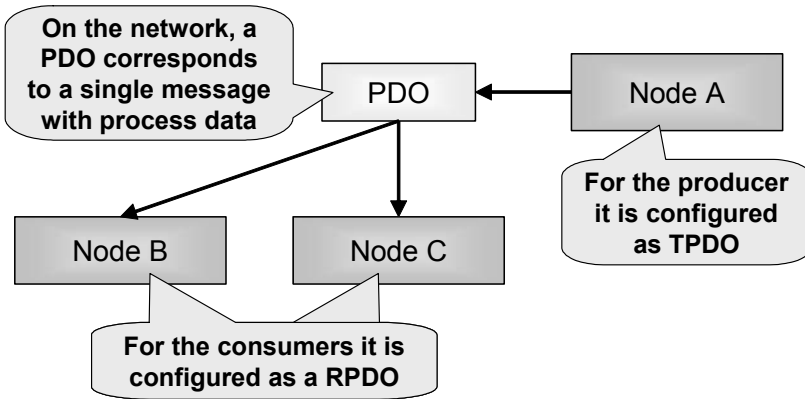 On the network, a
PDO corresponds
to a single message
with process data
PDO
Node A
For the producer
it is configured
as TPDO
Node B
Node C
For the consumers it is
configured as a RPDO